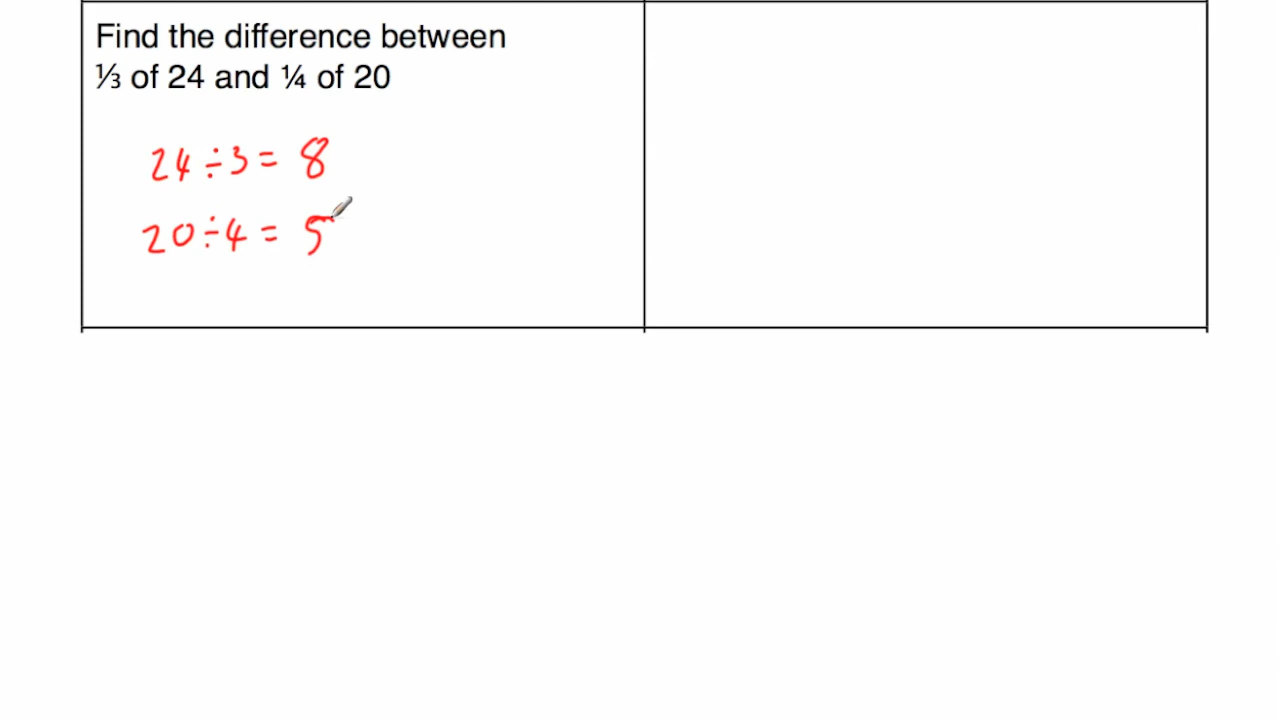 Find the difference between
⅓ of 24 and ¼ of 20
24÷3= 8
20÷4= 5